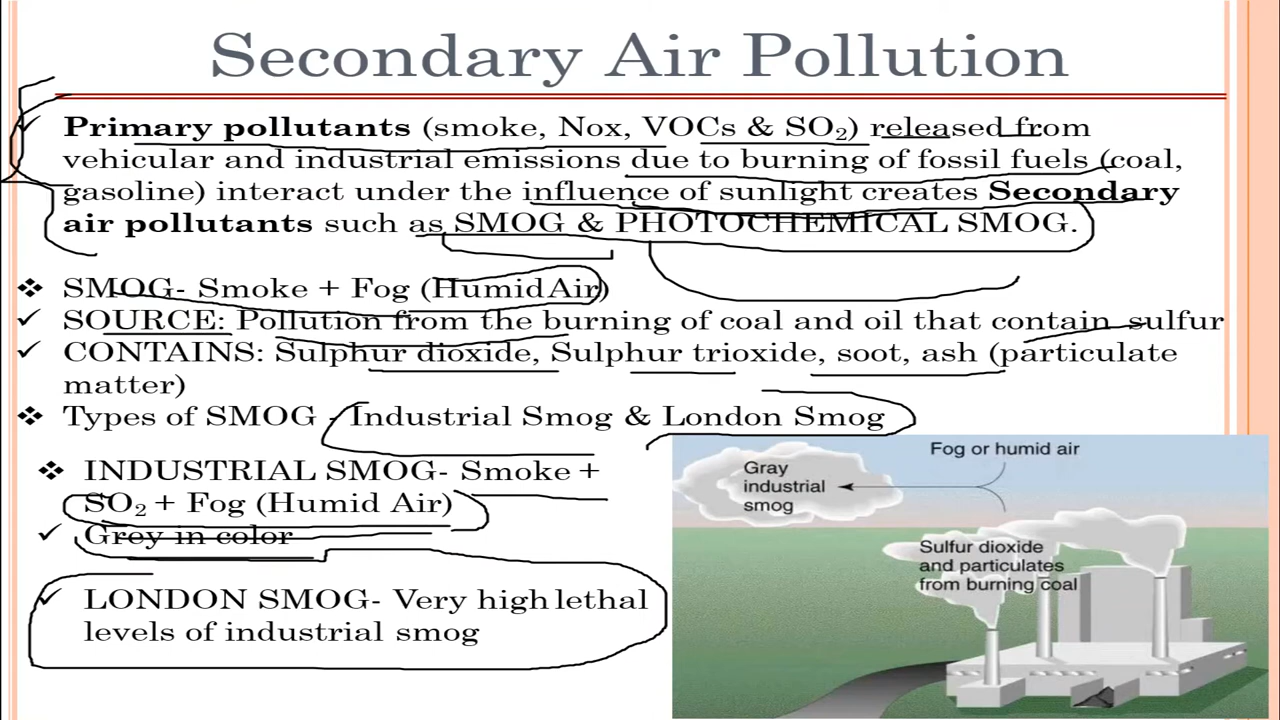 Secondary Air Pollution
✓ Primary pollutants (smoke, Nox, VOCs & SO₂) released from
vehicular and industrial emissions due to burning of fossil fuels (coal,
gasoline) interact under the influence of sunlight creates Secondary
air pollutants such as SMOG & PHOTOCHEMICAL SMOG.
❖ SMOG- Smoke + Fog (Humid Air)
✓ SOURCE: Pollution from the burning of coal and oil that contain sulfur
✓ CONTAINS: Sulphur dioxide, Sulphur trioxide, soot, ash (particulate
matter)
❖ Types of SMOG - Industrial Smog & London Smog
❖ INDUSTRIAL SMOG- Smoke +
SO₂ + Fog (Humid Air)
✓ Grey in color
✓ LONDON SMOG- Very high lethal
levels of industrial smog
Fog or humid air
Gray
industrial
smog
Sulfur dioxide
and particulates
from burning coal